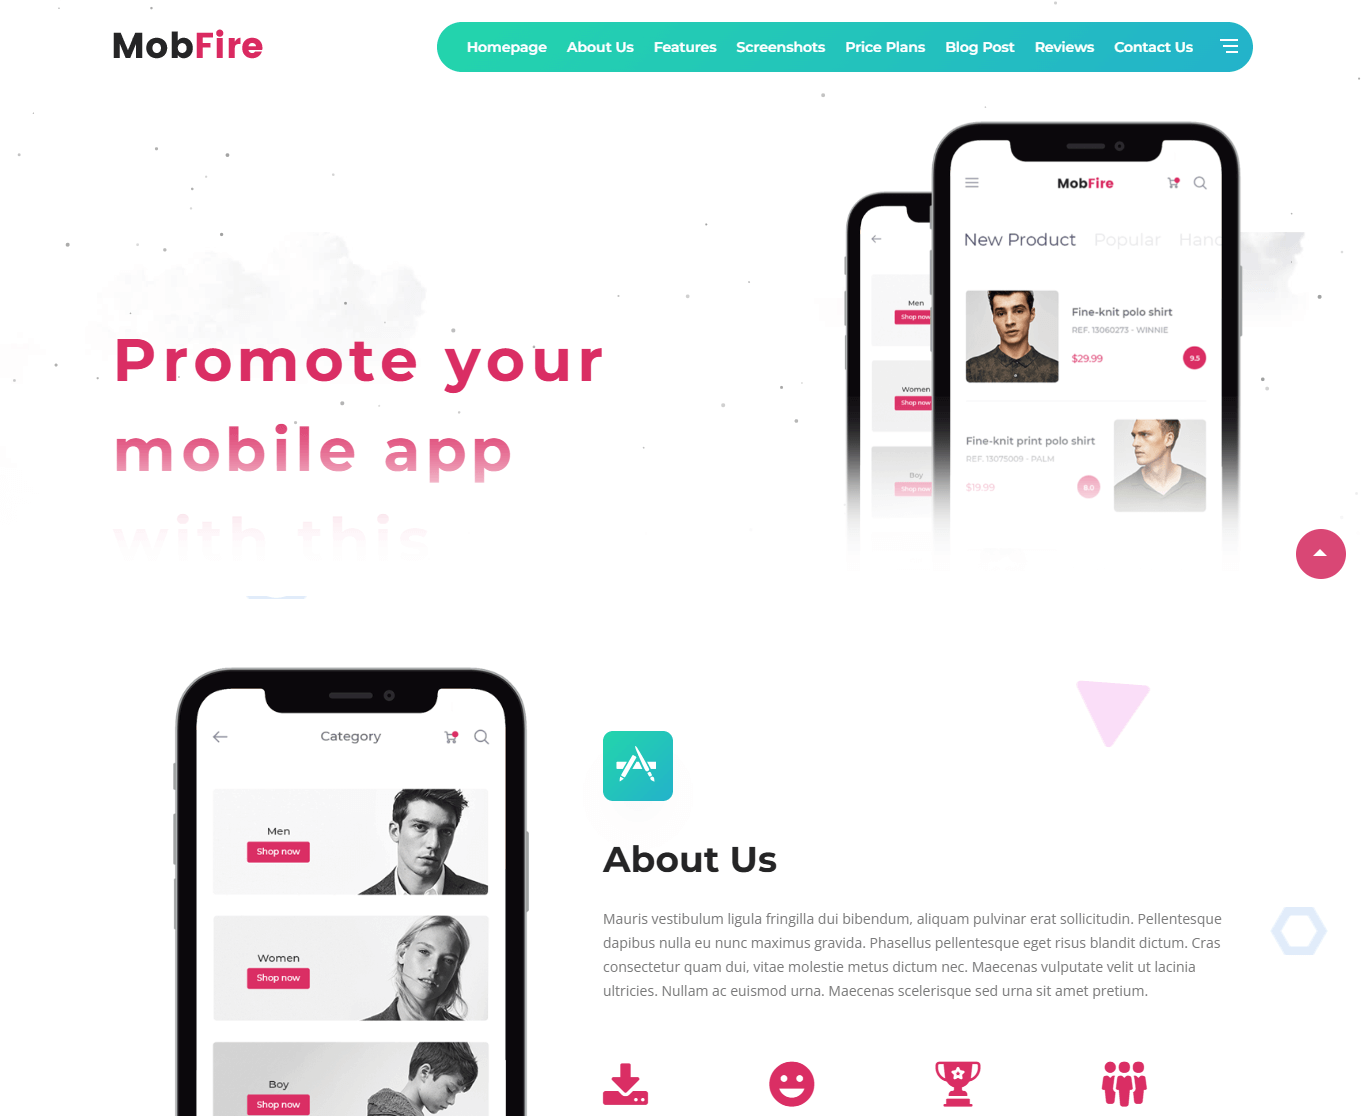 MobFire
Homepage About Us Features Screenshots Price Plans Blog Post Reviews Contact Us
MobFire
New Product Popular Hand
Men
Shop now
Fine-knit polo shirt
REF. 13060273 - WINNIE
$29.99
9.5
Promote your
mobile app
with this
Women
Shop now
Fine-knit print polo shirt
REF. 13075009 - PALM
$19.99
8.0
Boy
Shop now
Category
Men
Shop now
Women
Shop now
Boy
Shop now
About Us
Mauris vestibulum ligula fringilla dui bibendum, aliquam pulvinar erat sollicitudin. Pellentesque
dapibus nulla eu nunc maximus gravida. Phasellus pellentesque eget risus blandit dictum. Cras
consectetur quam dui, vitae molestie metus dictum nec. Maecenas vulputate velit ut lacinia
ultricies. Nullam ac euismod urna. Maecenas scelerisque sed urna sit amet pretium.